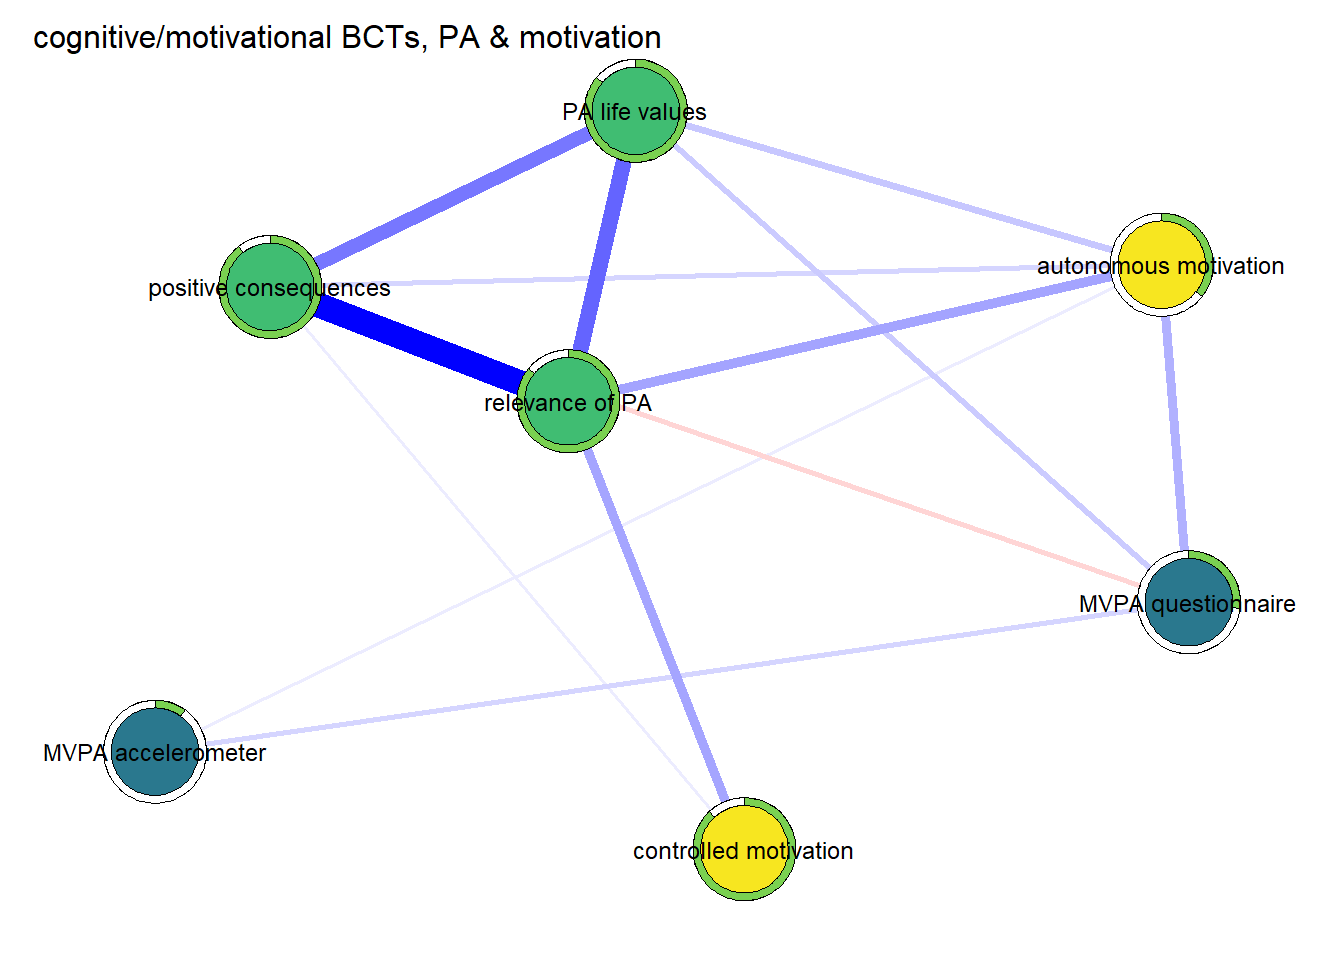 cognitive/motivational BCTs, PA & motivation
PA life values
autonomous motivation
positive consequences
relevance of PA
MVPA questionnaire
MVPA accelerometer
controlled motivation